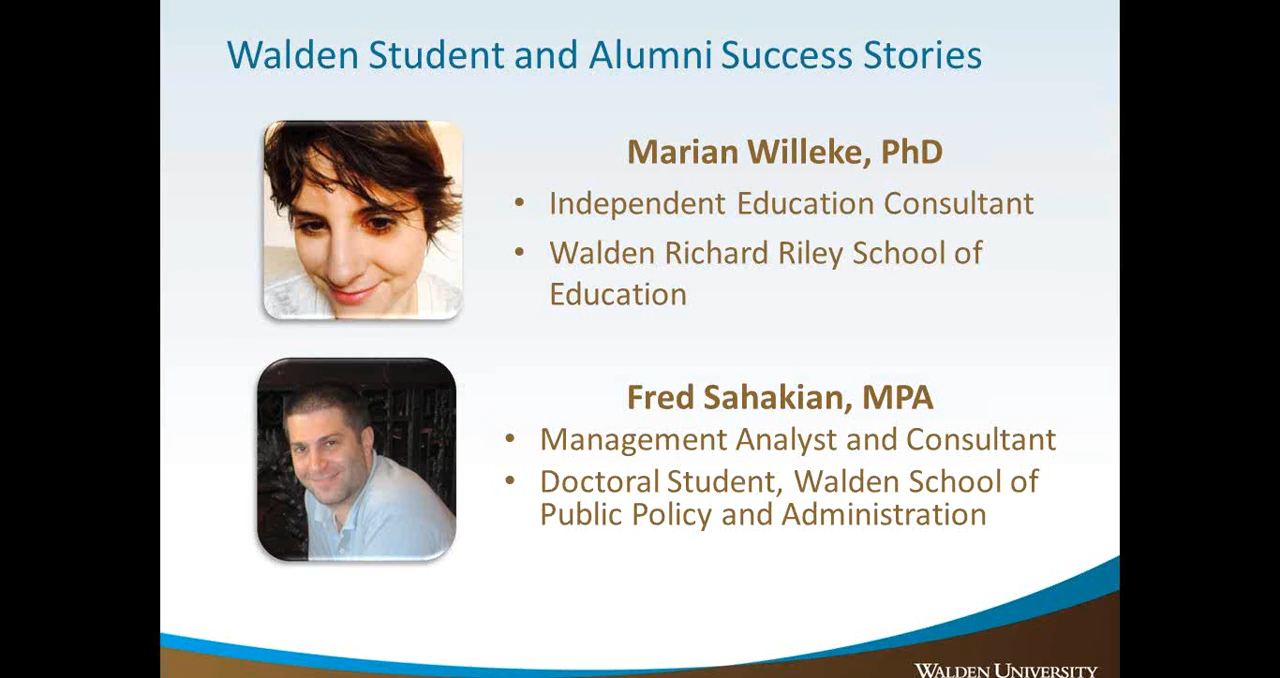 Walden Student and Alumni Success Stories
Marian Willeke, PhD
• Independent Education Consultant
• Walden Richard Riley School of
Education
Fred Sahakian, MPA
• Management Analyst and Consultant
• Doctoral Student, Walden School of
Public Policy and Administration
WALDEN UNIVERSITY